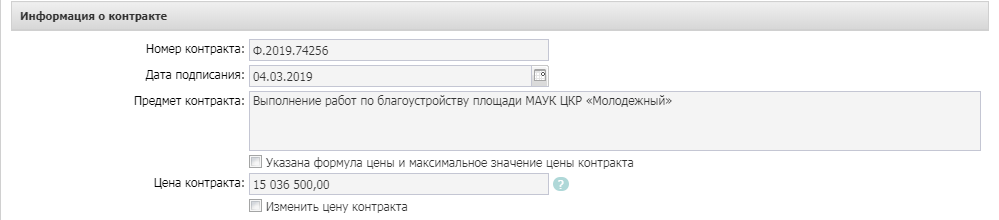 Информация о контракте
Номер контракта: Ф.2019.74256
Дата подписания: 04.03.2019
Предмет контракта: Выполнение работ по благоустройству площади МАУК ЦКР «Молодежный»
Указана формула цены и максимальное значение цены контракта
Цена контракта: 15 036 500,00 ?
Изменить цену контракта